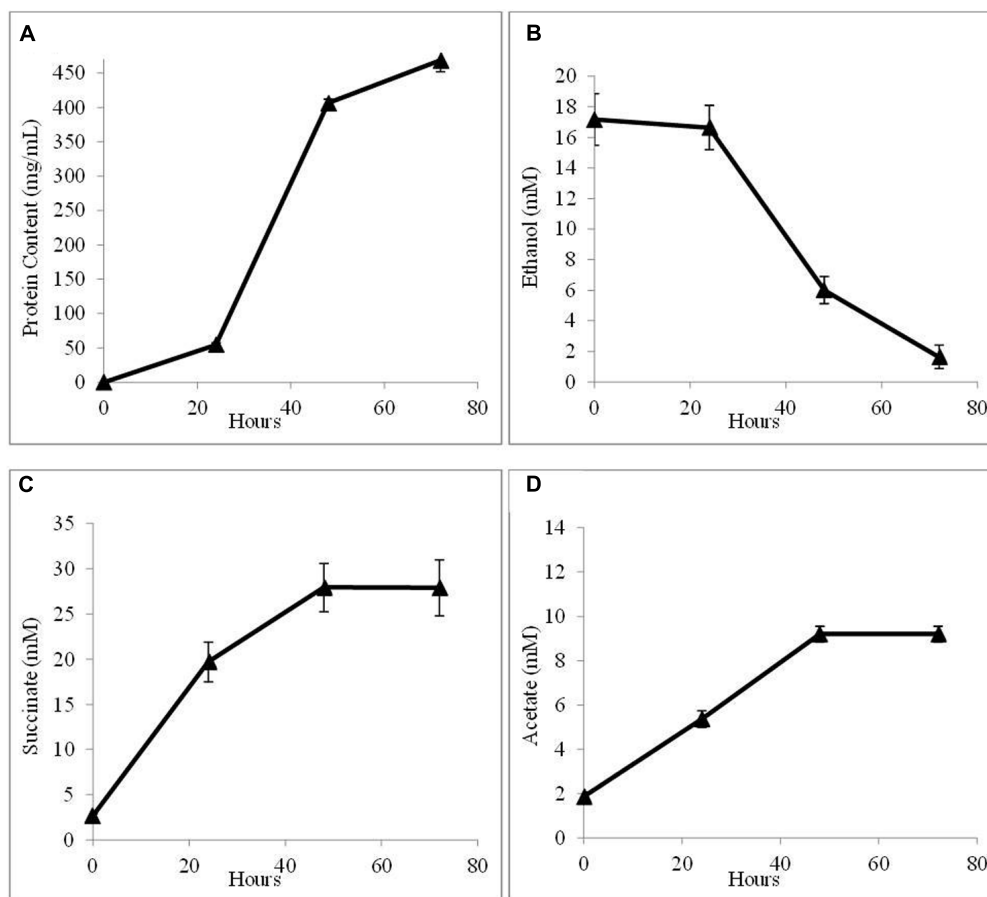 A
Protein Content (mg/mL)
450
400
350
300
250
200
150
100
50
0
0 20 40 60 80
Hours
B
Ethanol (mM)
20
18
16
14
12
10
8
6
4
2
0
0 20 40 60 80
Hours
C
Succinate (mM)
35
30
25
20
15
10
5
0
0 20 40 60 80
Hours
D
Acetate (mM)
14
12
10
8
6
4
2
0
0 20 40 60 80
Hours